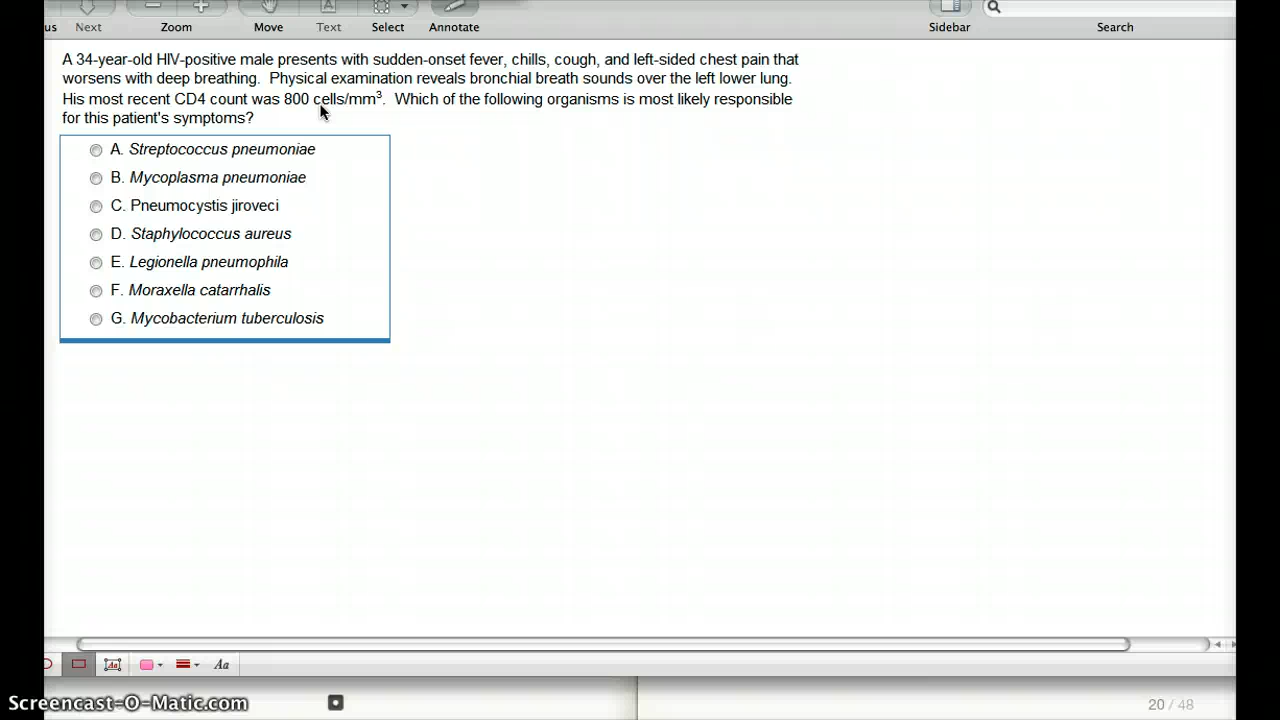 us Next Zoom Move Text Select Annotate Sidebar Search
A 34-year-old HIV-positive male presents with sudden-onset fever, chills, cough, and left-sided chest pain that
worsens with deep breathing. Physical examination reveals bronchial breath sounds over the left lower lung.
His most recent CD4 count was 800 cells/mm³. Which of the following organisms is most likely responsible
for this patient's symptoms?
A. Streptococcus pneumoniae
B. Mycoplasma pneumoniae
C. Pneumocystis jiroveci
D. Staphylococcus aureus
E. Legionella pneumophila
F. Moraxella catarrhalis
G. Mycobacterium tuberculosis
Aa
Screencast-O-Matic.com
20 / 48